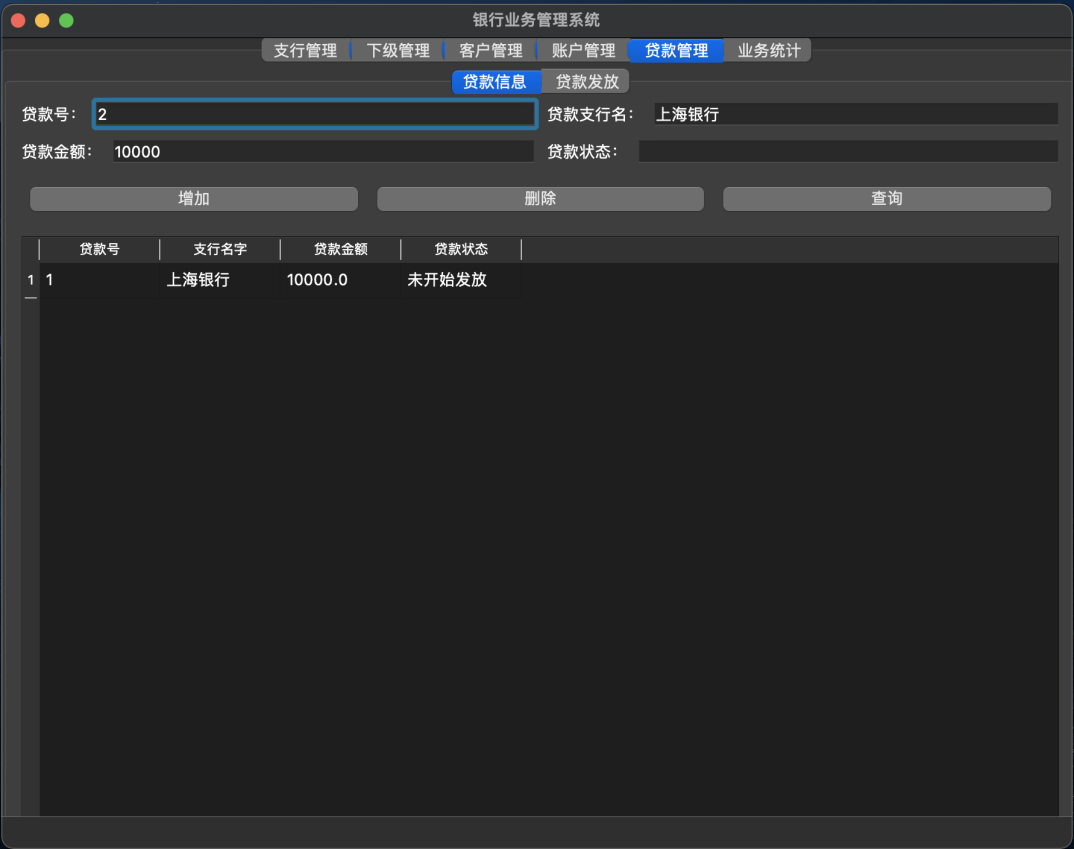 银行业务管理系统
支行管理 下级管理 客户管理 账户管理 贷款管理 业务统计
贷款信息 贷款发放
贷款号： 2 贷款支行名： 上海银行
贷款金额： 10000 贷款状态：
增加 删除 查询
贷款号 支行名字 贷款金额 贷款状态
1 1 上海银行 10000.0 未开始发放